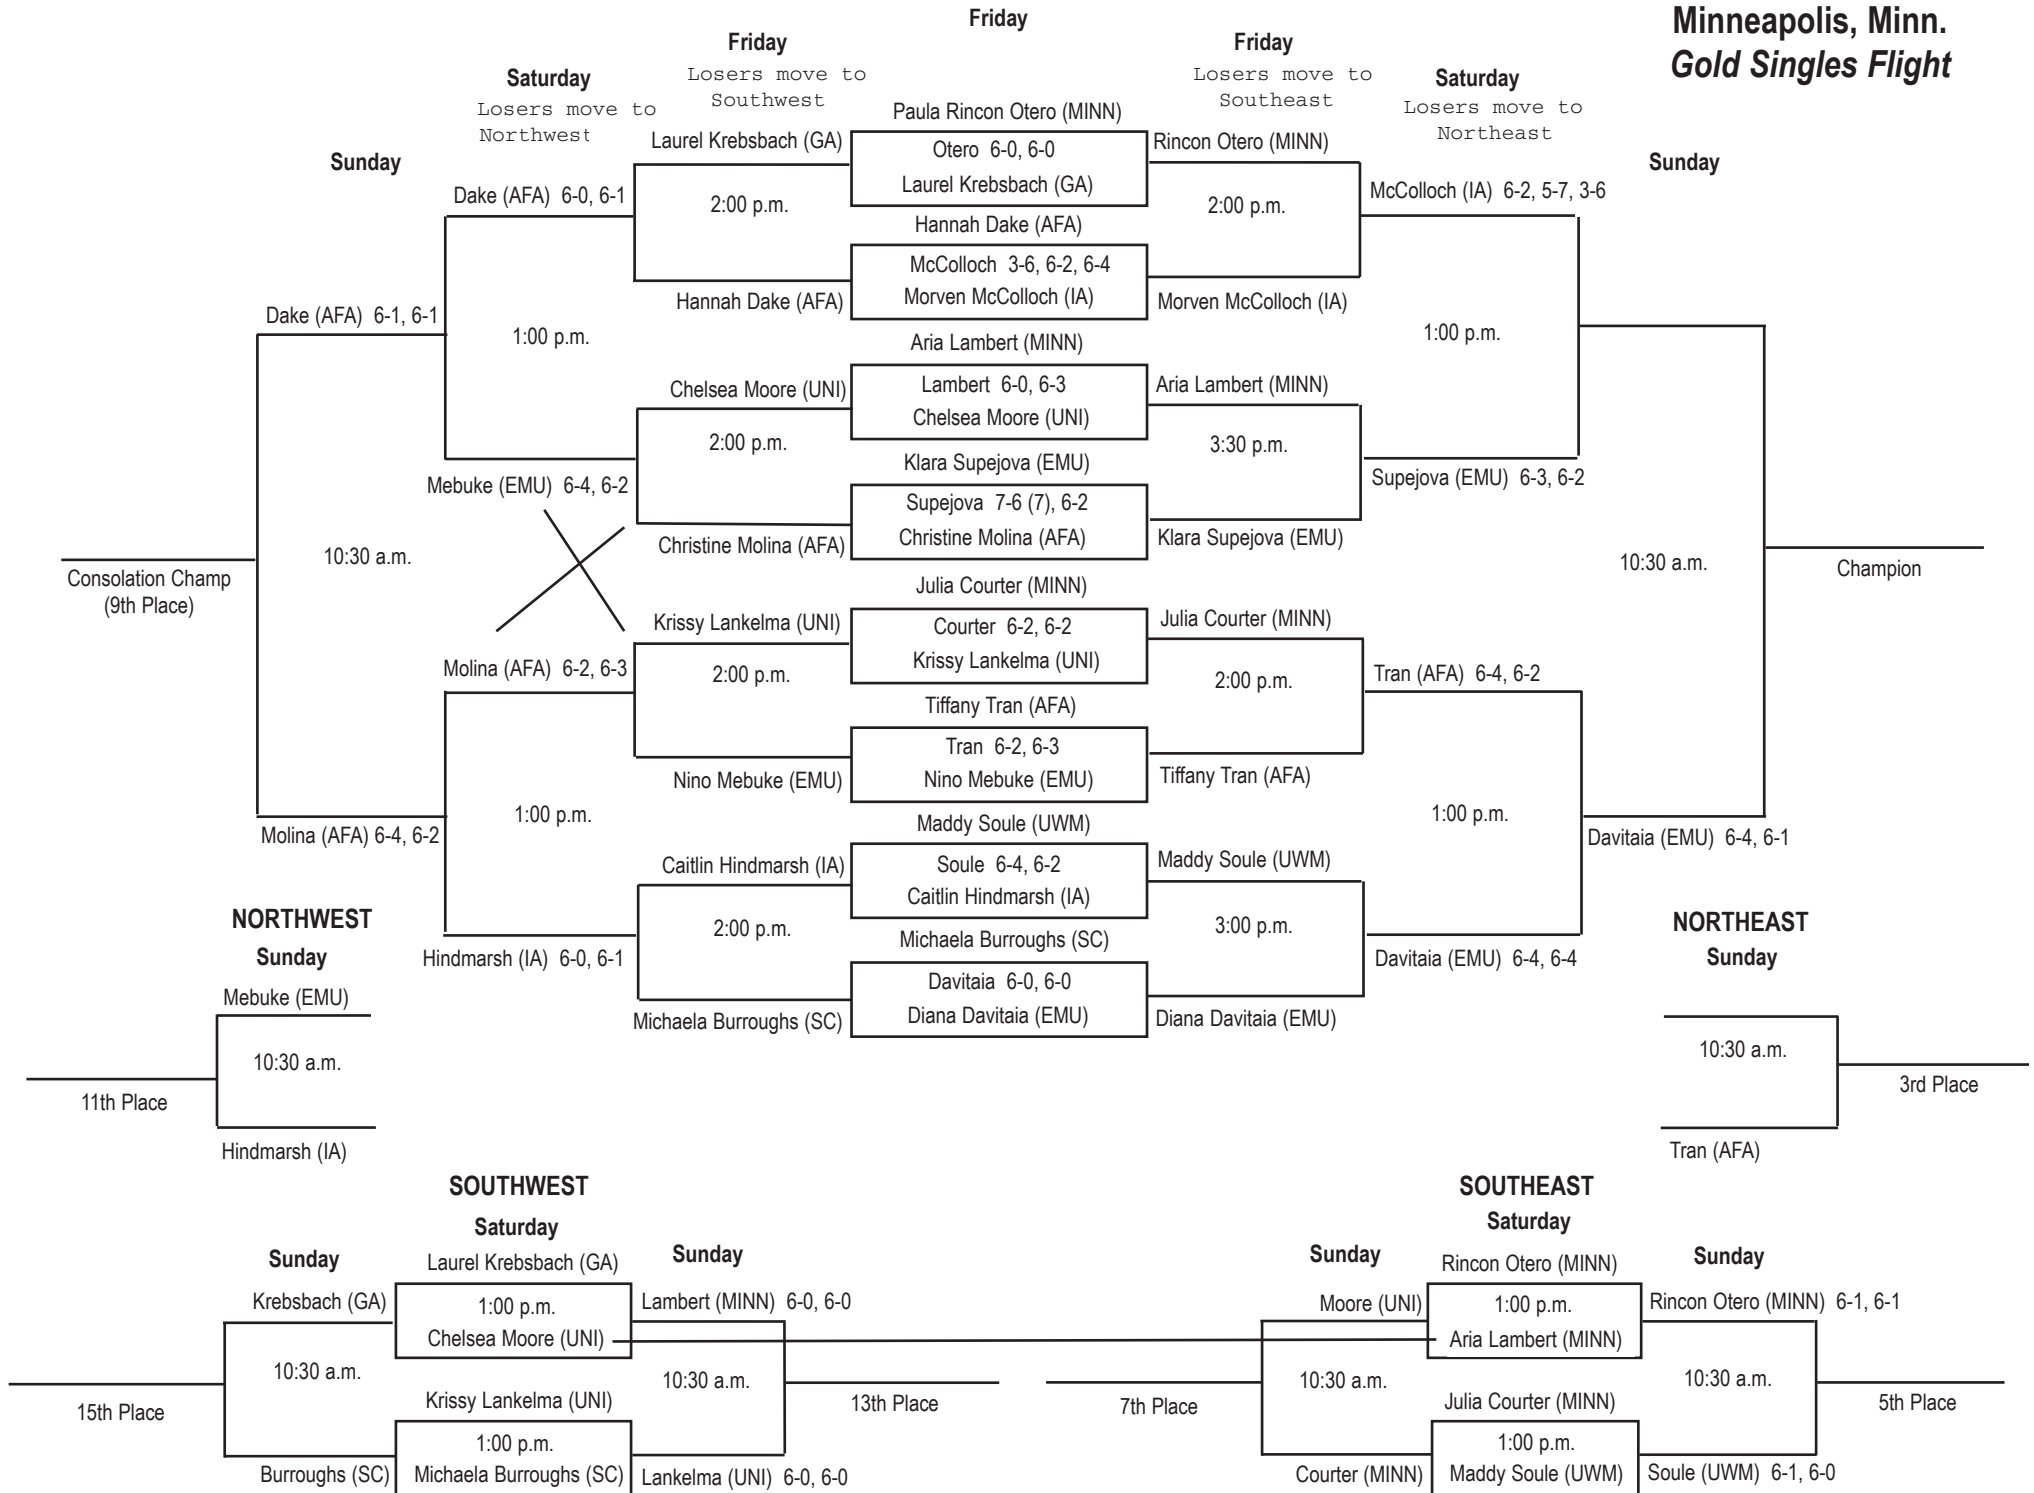 Minneapolis, Minn.
Gold Singles Flight
Friday
Friday
Losers move to
Southwest
Friday
Losers move to
Southeast
Saturday
Losers move to
Northwest
Saturday
Losers move to
Northeast
Sunday
Sunday
Paula Rincon Otero (MINN)
Otero 6-0, 6-0
Laurel Krebsbach (GA)
Hannah Dake (AFA)
McColloch 3-6, 6-2, 6-4
Morven McColloch (IA)
Aria Lambert (MINN)
Lambert 6-0, 6-3
Chelsea Moore (UNI)
Klara Supejova (EMU)
Supejova 7-6 (7), 6-2
Christine Molina (AFA)
Julia Courter (MINN)
Courter 6-2, 6-2
Krissy Lankelma (UNI)
Tiffany Tran (AFA)
Tran 6-2, 6-3
Nino Mebuke (EMU)
Maddy Soule (UWM)
Soule 6-4, 6-2
Caitlin Hindmarsh (IA)
Michaela Burroughs (SC)
Davitaia 6-0, 6-0
Diana Davitaia (EMU)
Laurel Krebsbach (GA)
2:00 p.m.
Hannah Dake (AFA)
Chelsea Moore (UNI)
2:00 p.m.
Christine Molina (AFA)
Krissy Lankelma (UNI)
2:00 p.m.
Nino Mebuke (EMU)
Caitlin Hindmarsh (IA)
2:00 p.m.
Michaela Burroughs (SC)
Dake (AFA) 6-0, 6-1
1:00 p.m.
Mebuke (EMU) 6-4, 6-2
Molina (AFA) 6-2, 6-3
1:00 p.m.
Hindmarsh (IA) 6-0, 6-1
Dake (AFA) 6-1, 6-1
10:30 a.m.
Molina (AFA) 6-4, 6-2
Consolation Champ
(9th Place)
Rincon Otero (MINN)
2:00 p.m.
Morven McColloch (IA)
Aria Lambert (MINN)
3:30 p.m.
Klara Supejova (EMU)
Julia Courter (MINN)
2:00 p.m.
Tiffany Tran (AFA)
Maddy Soule (UWM)
3:00 p.m.
Diana Davitaia (EMU)
McColloch (IA) 6-2, 5-7, 3-6
1:00 p.m.
Supejova (EMU) 6-3, 6-2
Tran (AFA) 6-4, 6-2
1:00 p.m.
Davitaia (EMU) 6-4, 6-4
10:30 a.m.
Davitaia (EMU) 6-4, 6-1
Champion
NORTHWEST
Sunday
Mebuke (EMU)
10:30 a.m.
Hindmarsh (IA)
11th Place
NORTHEAST
Sunday
10:30 a.m.
Tran (AFA)
3rd Place
SOUTHWEST
Saturday
Sunday
Sunday
Laurel Krebsbach (GA)
1:00 p.m.
Chelsea Moore (UNI)
Krissy Lankelma (UNI)
1:00 p.m.
Michaela Burroughs (SC)
Krebsbach (GA)
10:30 a.m.
Burroughs (SC)
15th Place
Lambert (MINN) 6-0, 6-0
10:30 a.m.
Lankelma (UNI) 6-0, 6-0
13th Place
SOUTHEAST
Saturday
Sunday
Sunday
Rincon Otero (MINN)
1:00 p.m.
Aria Lambert (MINN)
Julia Courter (MINN)
1:00 p.m.
Maddy Soule (UWM)
Moore (UNI)
10:30 a.m.
Courter (MINN)
7th Place
Rincon Otero (MINN) 6-1, 6-1
10:30 a.m.
Soule (UWM) 6-1, 6-0
5th Place